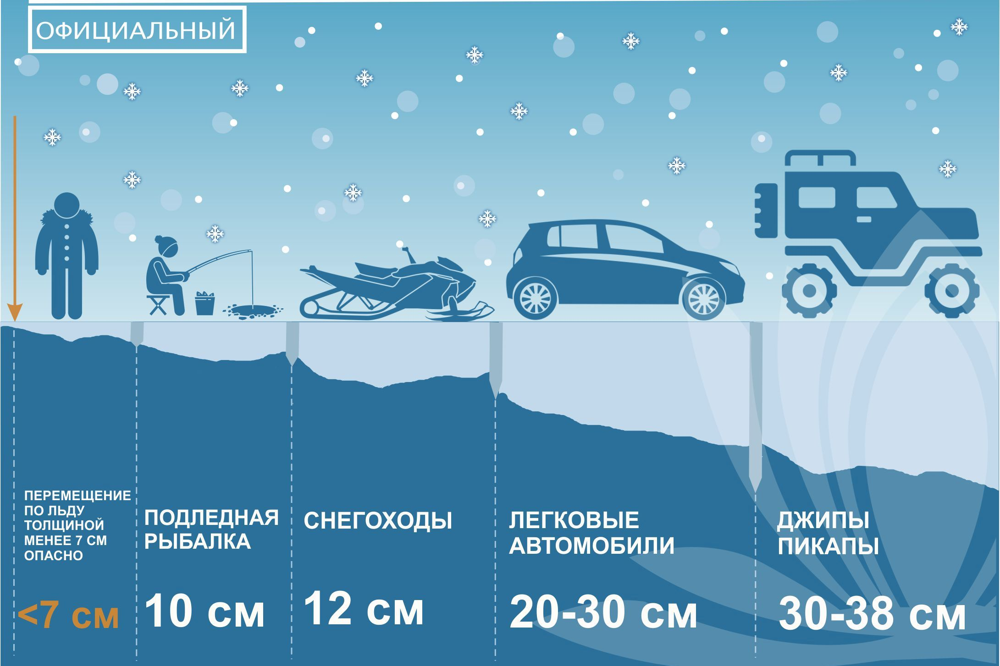 ОФИЦИАЛЬНЫЙ
ПЕРЕМЕЩЕНИЕ
ПО ЛЬДУ
ТОЛЩИНОЙ
МЕНЕЕ 7 СМ
ОПАСНО
<7 см
ПОДЛЕДНАЯ
РЫБАЛКА
10 см
СНЕГОХОДЫ
12 см
ЛЕГКОВЫЕ
АВТОМОБИЛИ
20-30 см
ДЖИПЫ
ПИКАПЫ
30-38 см